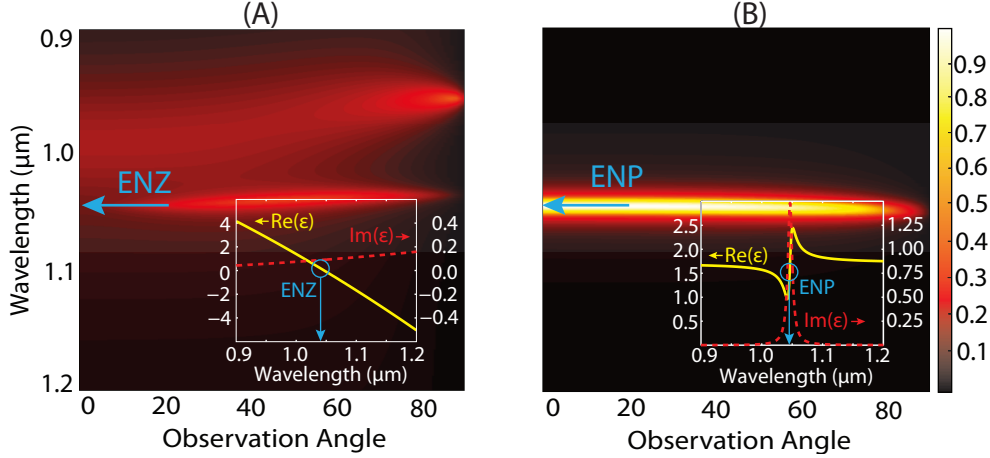 (A)
0.9
1.0
1.1
1.2
Wavelength (μm)
ENZ
4
2
0
−2
−4
0.4
0.2
0.0
−0.2
−0.4
Re(ε)
Im(ε)
ENZ
0.9 1.0 1.1 1.2
Wavelength (μm)
0 20 40 60 80
Observation Angle
(B)
ENP
2.5
2.0
1.5
1.0
0.5
1.25
1.00
0.75
0.50
0.25
Re(ε)
ENP
Im(ε)
0.9 1.0 1.1 1.2
Wavelength (μm)
0 20 40 60 80
Observation Angle
0.9
0.8
0.7
0.6
0.5
0.4
0.3
0.2
0.1